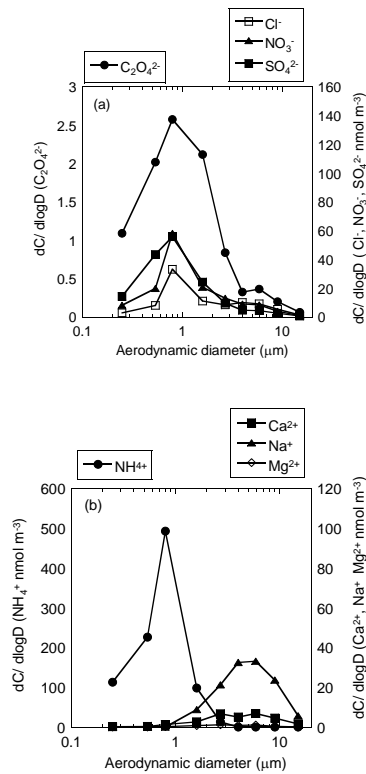 Cl-
NO3-
SO42-
C2O42-
(a)
3
2.5
2
1.5
1
0.5
0
160
140
120
100
80
60
40
20
0
0.1
1
10
dC/ dlogD (C2O42-)
dC/ dlogD ( Cl-, NO3-, SO42- nmol m-3)
Aerodynamic diameter (μm)
Ca2+
Na+
Mg2+
NH4+
(b)
600
500
400
300
200
100
0
120
100
80
60
40
20
0
0.1
1
10
dC/ dlogD (NH4+ nmol m-3)
dC/ dlogD (Ca2+, Na+ Mg2+ nmol m-3)
Aerodynamic diameter (μm)